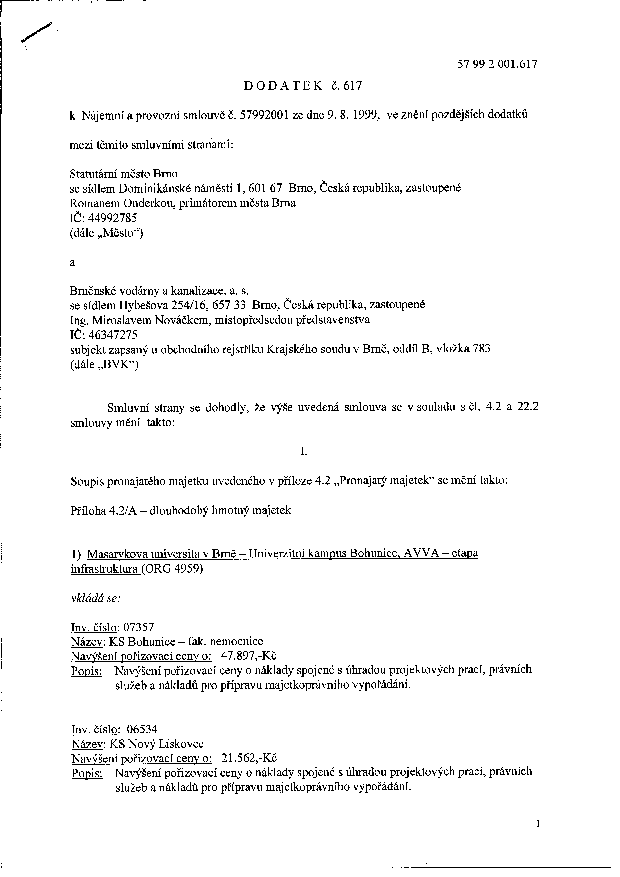 57 99 2 001.617
D O D A T E K č. 617
k Nájemní a provozní smlouvě č. 57992001 ze dne 9. 8. 1999, ve znění pozdějších dodatků
mezi těmito smluvními stranami:
Statutární město Brno
se sídlem Dominikánské náměstí 1, 601 67 Brno, Česká republika, zastoupené
Romanem Onderkou, primátorem města Brna
IČ: 44992785
(dále „Město“)
a
Brněnské vodárny a kanalizace, a. s.
se sídlem Hybešova 254/16, 657 33 Brno, Česká republika, zastoupené
Ing. Miroslavem Nováčkem, místopředsedou představenstva
IČ: 46347275
subjekt zapsaný u obchodního rejstříku Krajského soudu v Brně, oddíl B, vložka 783
(dále „BVK“)
Smluvní strany se dohodly, že výše uvedená smlouva se v souladu s čl. 4.2 a 22.2
smlouvy mění takto:
I.
Soupis pronajatého majetku uvedeného v příloze 4.2 „Pronajatý majetek“ se mění takto:
Příloha 4.2/A – dlouhodobý hmotný majetek
1) Masarykova universita v Brně – Univerzitní kampus Bohunice, AVVA – etapa
infrastruktura (ORG 4959)
vkládá se:
Inv. číslo: 07357
Název: KS Bohunice – fak. nemocnice
Navýšení pořizovací ceny o: 47.897,-Kč
Popis: Navýšení pořizovací ceny o náklady spojené s úhradou projektových prací, právních
služeb a nákladů pro přípravu majetkoprávního vypořádání.
Inv. číslo: 06534
Název: KS Nový Lískovec
Navýšení pořizovací ceny o: 21.562,-Kč
Popis: Navýšení pořizovací ceny o náklady spojené s úhradou projektových prací, právních
služeb a nákladů pro přípravu majetkoprávního vypořádání.
1